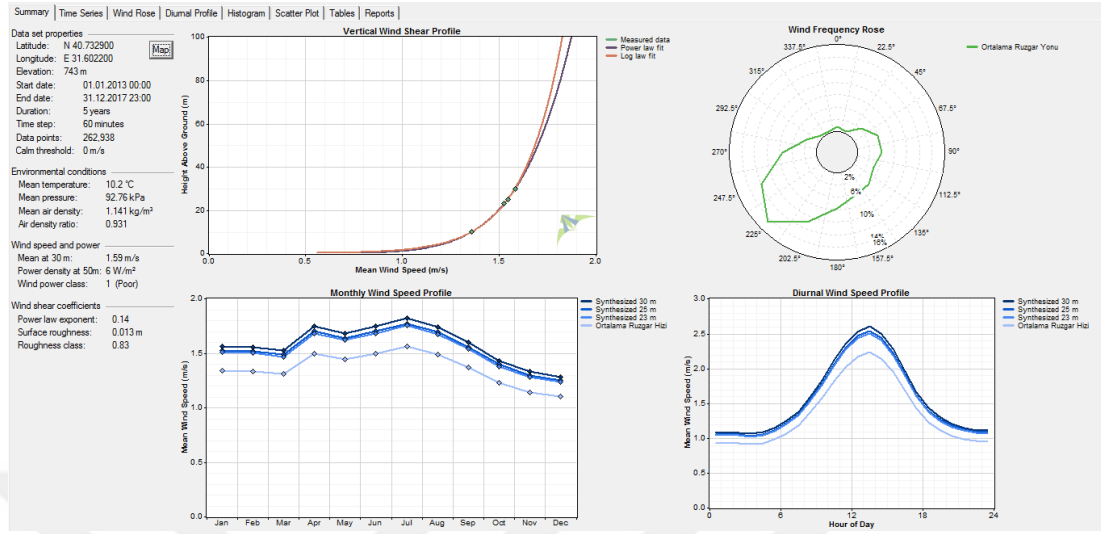 Summary Time Series Wind Rose Diurnal Profile Histogram Scatter Plot Tables Reports
Data set properties
Latitude: N 40.732900
Longitude: E 31.602200
Map
Elevation: 743 m
Start date: 01.01.2013 00:00
End date: 31.12.2017 23:00
Duration: 5 years
Time step: 60 minutes
Data points: 262,938
Calm threshold: 0 m/s
Environmental conditions
Mean temperature: 10.2 °C
Mean pressure: 92.76 kPa
Mean air density: 1.141 kg/m³
Air density ratio: 0.931
Wind speed and power
Mean at 30 m: 1.59 m/s
Power density at 50m: 6 W/m²
Wind power class: 1 (Poor)
Wind shear coefficients
Power law exponent: 0.14
Surface roughness: 0.013 m
Roughness class: 0.83
Vertical Wind Shear Profile
Height Above Ground (m)
100
80
60
40
20
0
0.0 0.5 1.0 1.5 2.0
Mean Wind Speed (m/s)
Measured data
Power law fit
Log law fit
Wind Frequency Rose
0°
22.5°
45°
67.5°
90°
112.5°
135°
157.5°
180°
202.5°
225°
247.5°
270°
292.5°
315°
337.5°
2%
6%
10%
14%
16%
Ortalama Ruzgar Yonu
Monthly Wind Speed Profile
Mean Wind Speed (m/s)
2.0
1.5
1.0
0.5
0.0
Jan Feb Mar Apr May Jun Jul Aug Sep Oct Nov Dec
Synthesized 30 m
Synthesized 25 m
Synthesized 23 m
Ortalama Ruzgar Hizi
Diurnal Wind Speed Profile
Mean Wind Speed (m/s)
3.0
2.5
2.0
1.5
1.0
0.5
0.0
0 6 12 18 24
Hour of Day
Synthesized 30 m
Synthesized 25 m
Synthesized 23 m
Ortalama Ruzgar Hizi